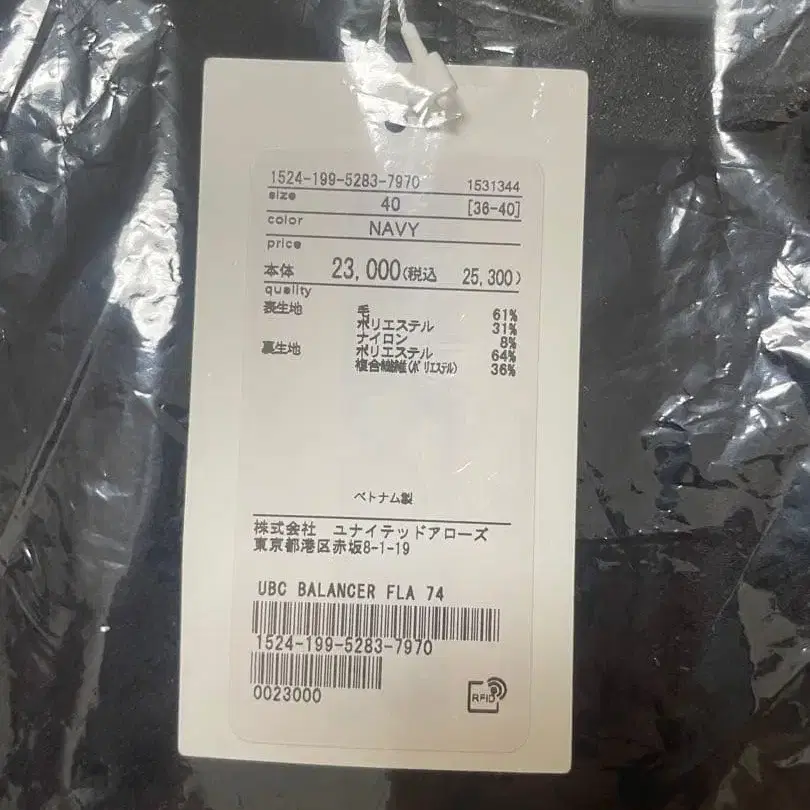 1524-199-5283-7970 1531344
size 40 [36-40]
color NAVY
price
本体 23,000(税込 25,300)
quality
表生地 毛 61%
ポリエステル 31%
ナイロン 8%
裏生地 ポリエステル 64%
複合繊維(ポリエステル) 36%
ベトナム製
株式会社 ユナイテッドアローズ
東京都港区赤坂8-1-19
UBC BALANCER FLA 74
1524-199-5283-7970
0023000
RFID